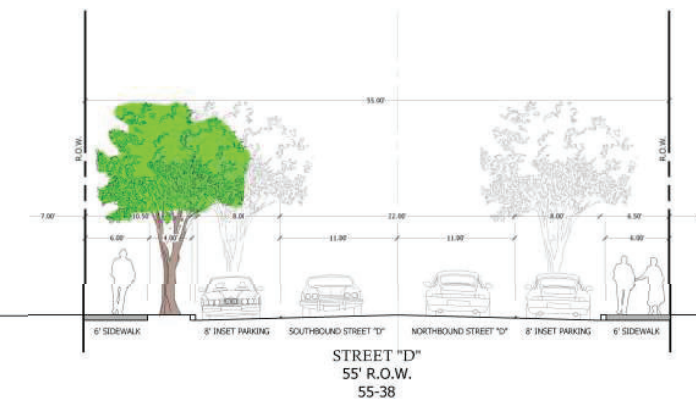 55.00'
R.O.W.
R.O.W.
7.00' 10.50' 8.00' 22.00' 8.00' 6.50'
6.00' 4.00' 11.00' 11.00' 6.00'
6' SIDEWALK 8' INSET PARKING SOUTHBOUND STREET "D" NORTHBOUND STREET "D" 8' INSET PARKING 6' SIDEWALK
STREET "D"
55' R.O.W.
55-38